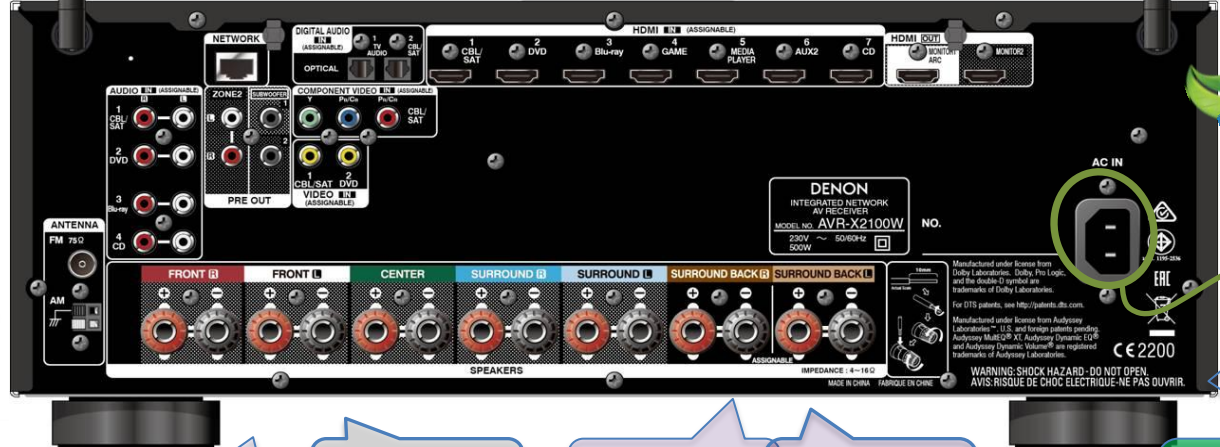 NETWORK
DIGITAL AUDIO
IN
(ASSIGNABLE)
1
TV
AUDIO
2
CBL/
SAT
OPTICAL
HDMI IN (ASSIGNABLE)
1
CBL/
SAT
2
DVD
3
Blu-ray
4
GAME
5
MEDIA
PLAYER
6
AUX2
7
CD
HDMI OUT
MONITOR1
ARC
MONITOR2
AUDIO IN (ASSIGNABLE)
R L
1
CBL/
SAT
2
DVD
3
Blu-ray
4
CD
ZONE2
SUBWOOFER
L
R
1
2
PRE OUT
COMPONENT VIDEO IN (ASSIGNABLE)
Y
CBL/
SAT
1
CBL/SAT
2
DVD
VIDEO IN
(ASSIGNABLE)
AC IN
DENON
INTEGRATED NETWORK
AV RECEIVER
MODEL NO. AVR-X2100W
230V ～ 50/60Hz
500W
NO.
ANTENNA
FM 75Ω
AM
FRONT R
FRONT L
CENTER
SURROUND R
SURROUND L
SURROUND BACK R
SURROUND BACK L
ASSIGNABLE
SPEAKERS
IMPEDANCE : 4～16Ω
MADE IN CHINA FABRIQUE EN CHINE
Manufactured under license from
Dolby Laboratories. Dolby, Pro Logic,
and the double-D symbol are
trademarks of Dolby Laboratories.
For DTS patents, see http://patents.dts.com.
Manufactured under license from Audyssey
Laboratories™. U.S. and foreign patents pending.
Audyssey MultEQ® XT, Audyssey Dynamic EQ®
and Audyssey Dynamic Volume® are registered
trademarks of Audyssey Laboratories.
EAC
CE2200
WARNING: SHOCK HAZARD - DO NOT OPEN.
AVIS: RISQUE DE CHOC ELECTRIQUE-NE PAS OUVRIR.